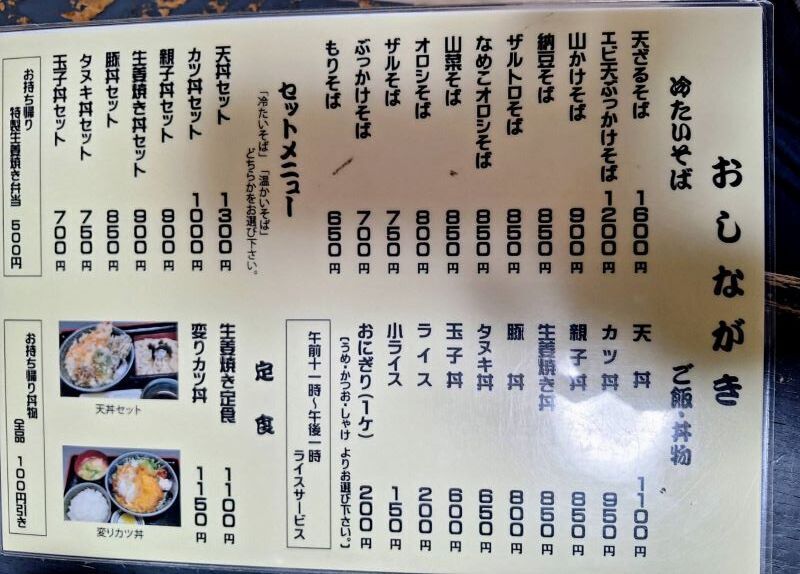 おしながき
冷たいそば
天ざるそば 1600円
エビ天ぶっかけそば 1200円
山かけそば 900円
納豆そば 850円
ザルトロそば 850円
なめこオロシそば 850円
山菜そば 850円
オロシそば 800円
ザルそば 750円
ぶっかけそば 700円
もりそば 650円
ご飯・丼物
天丼 1100円
カツ丼 950円
親子丼 850円
生姜焼き丼 850円
豚丼 800円
タヌキ丼 650円
玉子丼 600円
ライス 200円
小ライス 150円
おにぎり(1ケ) 200円
〔うめ・かつお・しゃけ よりお選び下さい。〕
午前十一時～午後一時
ライスサービス
セットメニュー
「冷たいそば」「温かいそば」
どちらかをお選び下さい。
天丼セット 1300円
カツ丼セット 1000円
親子丼セット 900円
生姜焼き丼セット 900円
豚丼セット 850円
タヌキ丼セット 750円
玉子丼セット 700円
お持ち帰り
特製生姜焼き弁当 500円
定食
生姜焼き定食 1100円
変りカツ丼 1150円
天丼セット
変りカツ丼
お持ち帰り丼物 (全品 100円引き)